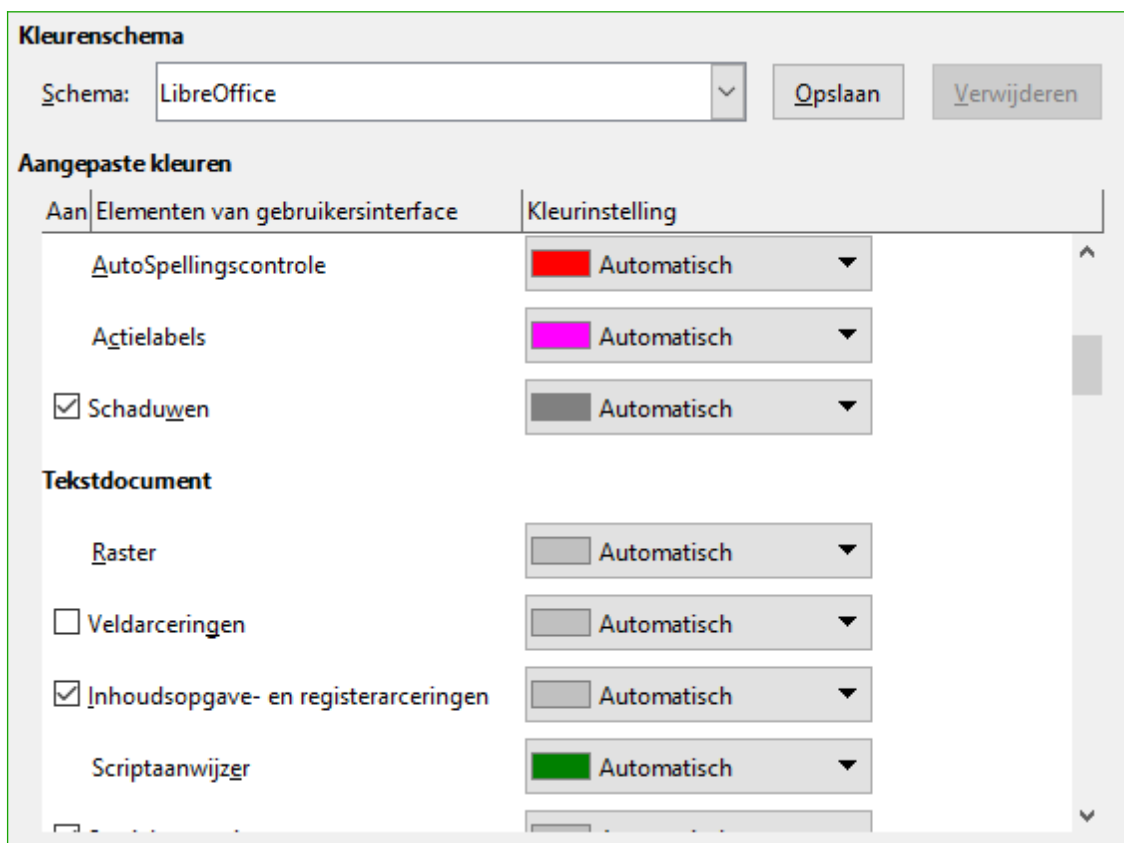 Kleurenschema
Schema: LibreOffice Opslaan Verwijderen
Aangepaste kleuren
Aan Elementen van gebruikersinterface Kleurinstelling
AutoSpellingscontrole Automatisch
Actielabels Automatisch
Schaduwen Automatisch
Tekstdocument
Raster Automatisch
Veldarceringen Automatisch
Inhoudsopgave- en registerarceringen Automatisch
Scriptaanwijzer Automatisch